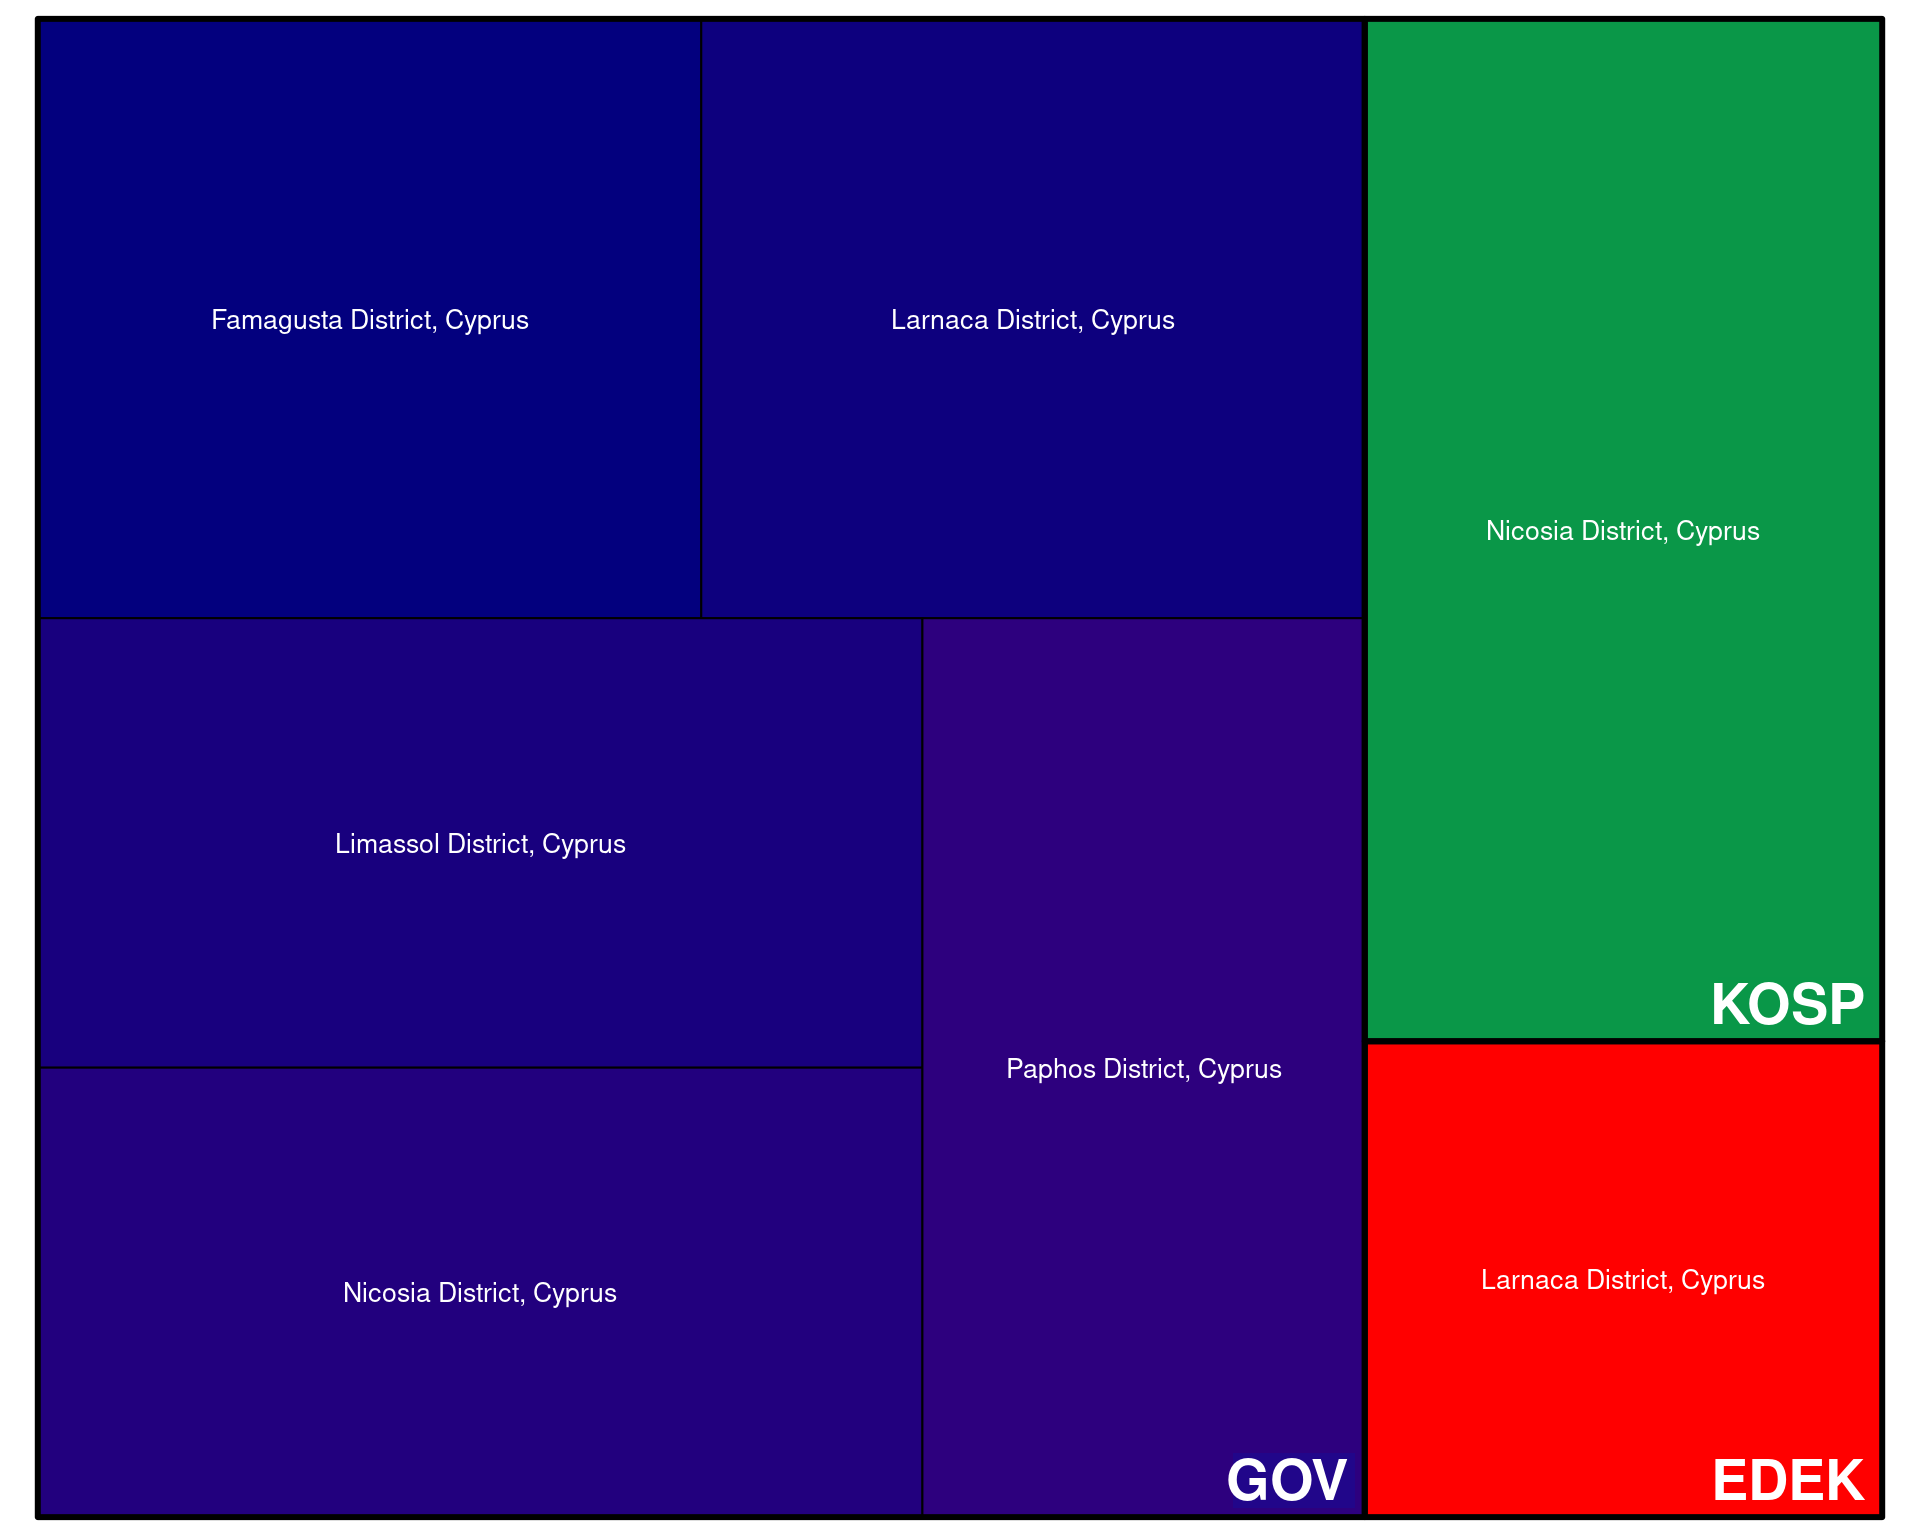 Famagusta District, Cyprus
Larnaca District, Cyprus
Nicosia District, Cyprus
Limassol District, Cyprus
KOSP
Paphos District, Cyprus
Larnaca District, Cyprus
Nicosia District, Cyprus
GOV
EDEK